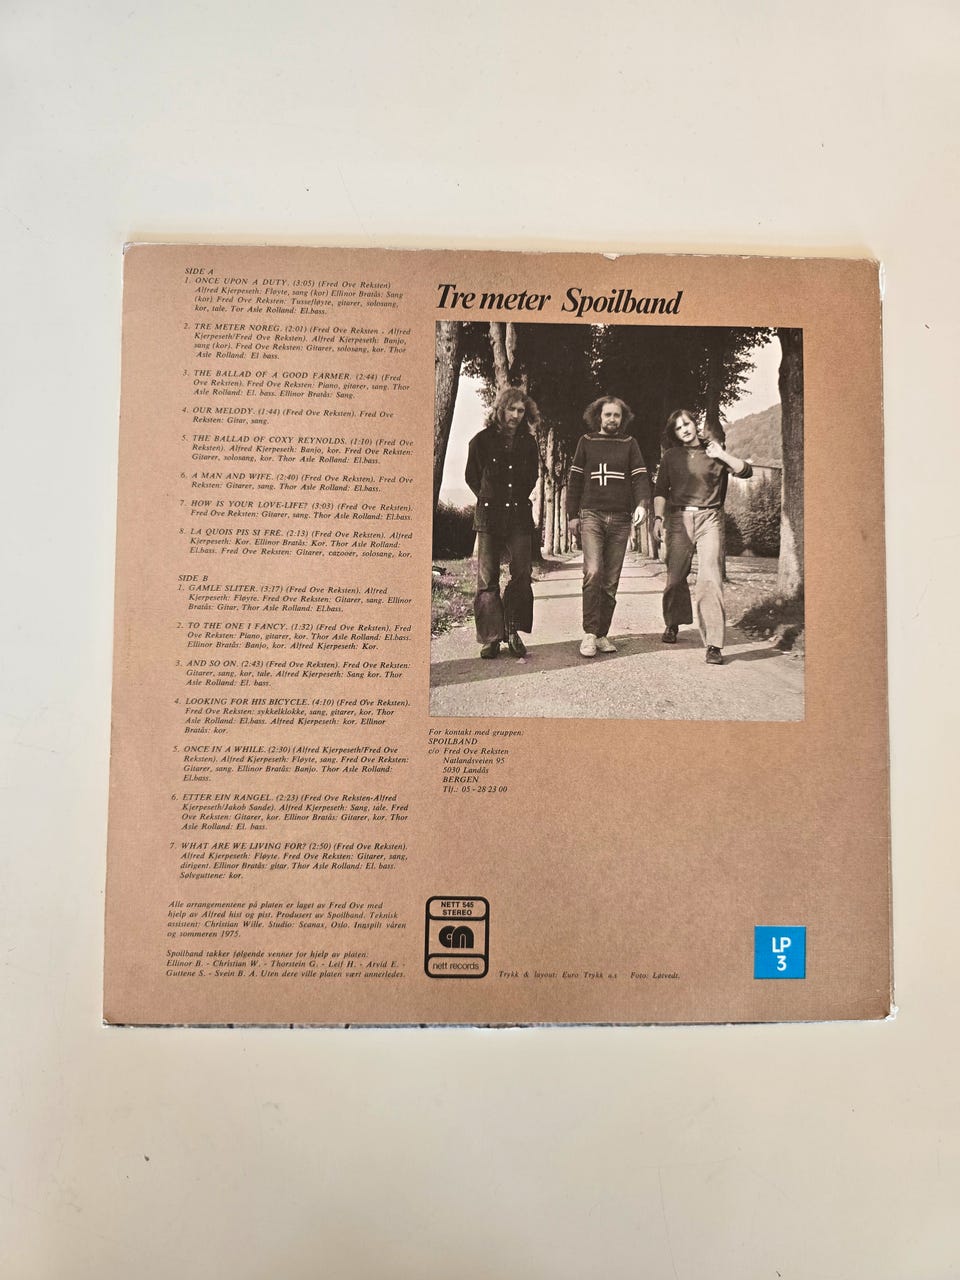 SIDE A
1. ONCE UPON A DUTY. (3:05) (Fred Ove Reksten)
Alfred Kjerpeseth: Fløyte, sang (kor) Ellinor Bratås: Sang
(kor) Fred Ove Reksten: Tussefløyte, gitarer, solosang,
kor, tale. Tor Asle Rolland: El.bass.
2. TRE METER NOREG. (2:01) (Fred Ove Reksten - Alfred
Kjerpeseth/Fred Ove Reksten). Alfred Kjerpeseth: Banjo,
sang (kor). Fred Ove Reksten: Gitarer, solosang, kor. Thor
Asle Rolland: El bass.
3. THE BALLAD OF A GOOD FARMER. (2:44) (Fred
Ove Reksten). Fred Ove Reksten: Piano, gitarer, sang. Thor
Asle Rolland: El. bass. Ellinor Bratås: Sang.
4. OUR MELODY. (1:44) (Fred Ove Reksten). Fred Ove
Reksten: Gitar, sang.
5. THE BALLAD OF COXY REYNOLDS. (1:10) (Fred Ove
Reksten). Alfred Kjerpeseth: Banjo, kor. Fred Ove Reksten:
Gitarer, solosang, kor. Thor Asle Rolland: El.bass.
6. A MAN AND WIFE. (2:40) (Fred Ove Reksten). Fred Ove
Reksten: Gitarer, sang. Thor Asle Rolland: El.bass.
7. HOW IS YOUR LOVE-LIFE? (3:03) (Fred Ove Reksten).
Fred Ove Reksten: Gitarer, sang. Thor Asle Rolland: El.bass.
8. LA QUOIS PIS SI FRE. (2:13) (Fred Ove Reksten). Alfred
Kjerpeseth: Kor. Ellinor Bratås: Kor. Thor Asle Rolland:
El.bass. Fred Ove Reksten: Gitarer, cazooer, solosang, kor.
SIDE B
1. GAMLE SLITER. (3:17) (Fred Ove Reksten). Alfred
Kjerpeseth: Fløyte. Fred Ove Reksten: Gitarer, sang. Ellinor
Bratås: Gitar, Thor Asle Rolland: El.bass.
2. TO THE ONE I FANCY. (1:32) (Fred Ove Reksten). Fred
Ove Reksten: Piano, gitarer, kor. Thor Asle Rolland: El.bass.
Ellinor Bratås: Banjo, kor. Alfred Kjerpeseth: Kor.
3. AND SO ON. (2:43) (Fred Ove Reksten). Fred Ove Reksten:
Gitarer, sang, kor, tale. Alfred Kjerpeseth: Sang kor. Thor
Asle Rolland: El. bass.
4. LOOKING FOR HIS BICYCLE. (4:10) (Fred Ove Reksten).
Fred Ove Reksten: sykkelklokke, sang, gitarer, kor. Thor
Asle Rolland: El.bass. Alfred Kjerpeseth: kor. Ellinor
Bratås: kor.
5. ONCE IN A WHILE. (2:30) (Alfred Kjerpeseth/Fred Ove
Reksten). Alfred Kjerpeseth: Fløyte, sang. Fred Ove Reksten:
Gitarer, sang. Ellinor Bratås: Banjo. Thor Asle Rolland:
El.bass.
6. ETTER EIN RANGEL. (2:23) (Fred Ove Reksten-Alfred
Kjerpeseth/Jakob Sande). Alfred Kjerpeseth: Sang, tale. Fred
Ove Reksten: Gitarer, kor. Ellinor Bratås: Gitarer, kor. Thor
Asle Rolland: El. bass.
7. WHAT ARE WE LIVING FOR? (2:50) (Fred Ove Reksten).
Alfred Kjerpeseth: Fløyte. Fred Ove Reksten: Gitarer, sang,
dirigent. Ellinor Bratås: gitar. Thor Asle Rolland: El. bass.
Sølvguttene: kor.
Alle arrangementene på platen er laget av Fred Ove med
hjelp av Alfred hist og pist. Produsert av Spoilband. Teknisk
assistent: Christian Wille. Studio: Scanax, Oslo. Innspilt våren
og sommeren 1975.
Spoilband takker følgende venner for hjelp av platen:
Ellinor B. - Christian W. - Thorstein G. - Leif H. - Arvid E. -
Guttene S. - Svein B. A. Uten dere ville platen vært annerledes.
Tre meter Spoilband
For kontakt med gruppen:
SPOILBAND
c/o Fred Ove Reksten
Natlandsveien 95
5030 Landås
BERGEN
Tlf.: 05 - 28 23 00
NETT 545
STEREO
nett records
Trykk & layout: Euro Trykk a.s Foto: Løtvedt.
LP
3